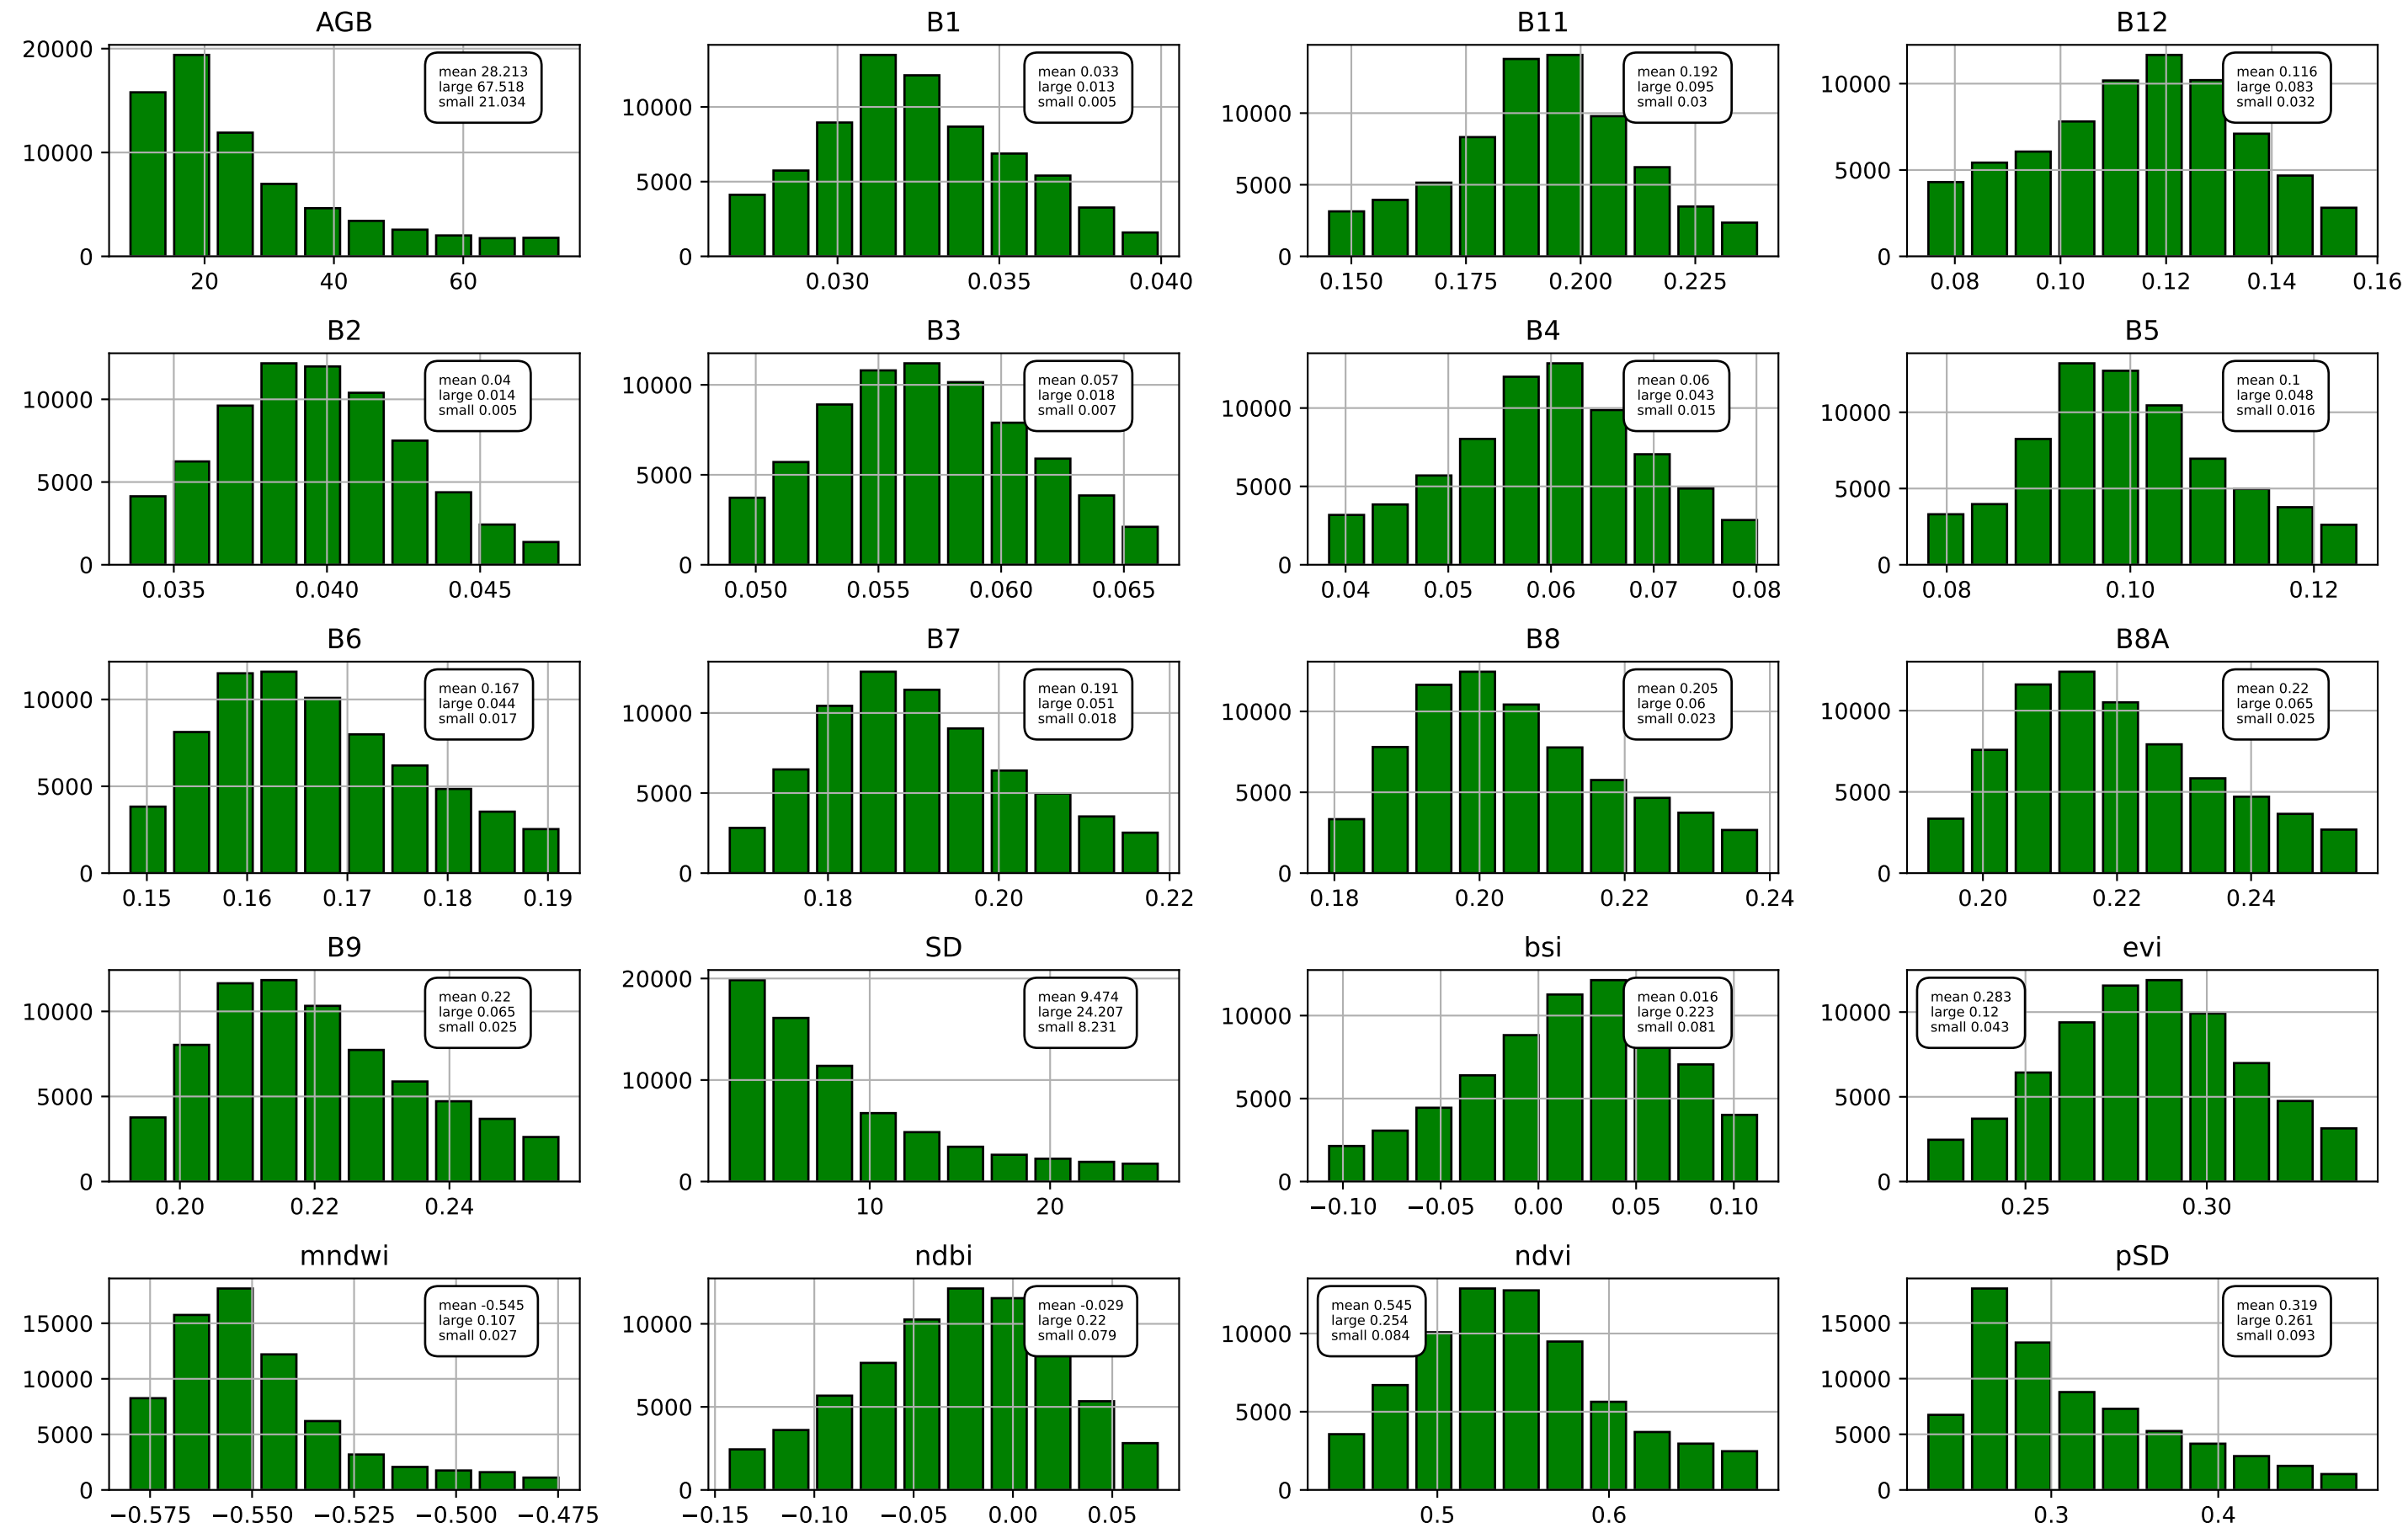 AGB
20000
10000
0
20 40 60
mean 28.213
large 67.518
small 21.034
B1
10000
5000
0
0.030 0.035 0.040
mean 0.033
large 0.013
small 0.005
B11
10000
5000
0
0.150 0.175 0.200 0.225
mean 0.192
large 0.095
small 0.03
B12
10000
5000
0
0.08 0.10 0.12 0.14 0.16
mean 0.116
large 0.083
small 0.032
B2
10000
5000
0
0.035 0.040 0.045
mean 0.04
large 0.014
small 0.005
B3
10000
5000
0
0.050 0.055 0.060 0.065
mean 0.057
large 0.018
small 0.007
B4
10000
5000
0
0.04 0.05 0.06 0.07 0.08
mean 0.06
large 0.043
small 0.015
B5
10000
5000
0
0.08 0.10 0.12
mean 0.1
large 0.048
small 0.016
B6
10000
5000
0
0.15 0.16 0.17 0.18 0.19
mean 0.167
large 0.044
small 0.017
B7
10000
5000
0
0.18 0.20 0.22
mean 0.191
large 0.051
small 0.018
B8
10000
5000
0
0.18 0.20 0.22 0.24
mean 0.205
large 0.06
small 0.023
B8A
10000
5000
0
0.20 0.22 0.24
mean 0.22
large 0.065
small 0.025
B9
10000
5000
0
0.20 0.22 0.24
mean 0.22
large 0.065
small 0.025
SD
20000
10000
0
10 20
mean 9.474
large 24.207
small 8.231
bsi
10000
5000
0
−0.10 −0.05 0.00 0.05 0.10
mean 0.016
large 0.223
small 0.081
evi
10000
5000
0
0.25 0.30
mean 0.283
large 0.12
small 0.043
mndwi
15000
10000
5000
0
−0.575 −0.550 −0.525 −0.500 −0.475
mean -0.545
large 0.107
small 0.027
ndbi
10000
5000
0
−0.15 −0.10 −0.05 0.00 0.05
mean -0.029
large 0.22
small 0.079
ndvi
10000
5000
0
0.5 0.6
mean 0.545
large 0.254
small 0.084
pSD
15000
10000
5000
0
0.3 0.4
mean 0.319
large 0.261
small 0.093